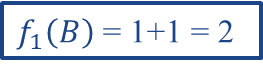 f₁(B) = 1+1 = 2